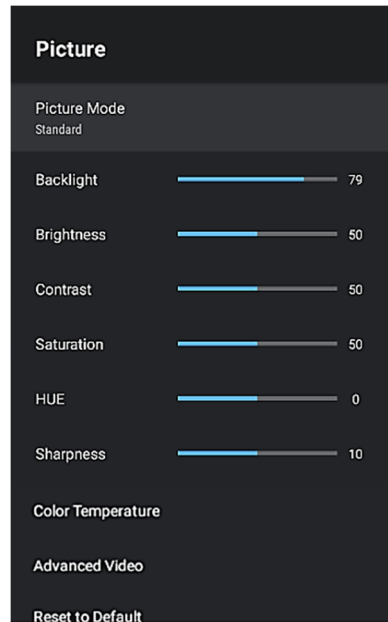 Picture
Picture Mode
Standard
Backlight 79
Brightness 50
Contrast 50
Saturation 50
HUE 0
Sharpness 10
Color Temperature
Advanced Video
Reset to Default